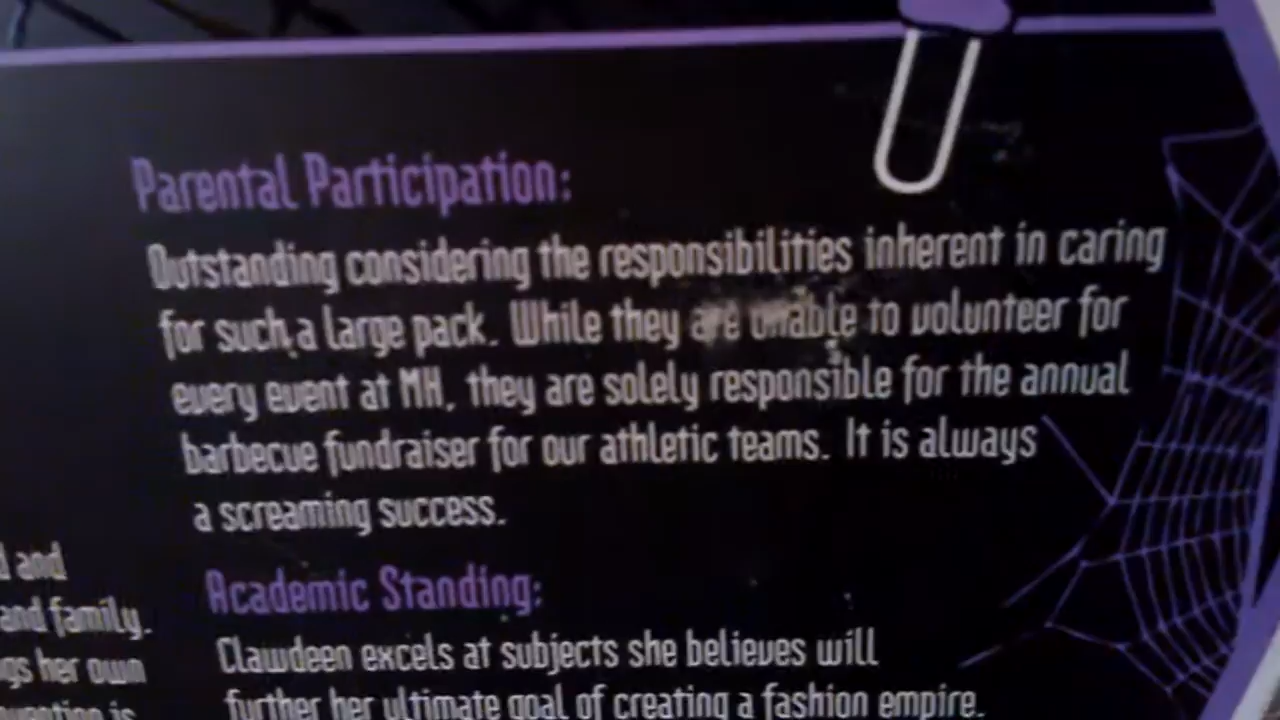 Parental Participation:
Outstanding considering the responsibilities inherent in caring
for such a large pack. While they are unable to volunteer for
every event at MH, they are solely responsible for the annual
barbecue fundraiser for our athletic teams. It is always
a screaming success.
and
and family.
her own
is
Academic Standing:
Clawdeen excels at subjects she believes will
further her ultimate goal of creating a fashion empire.